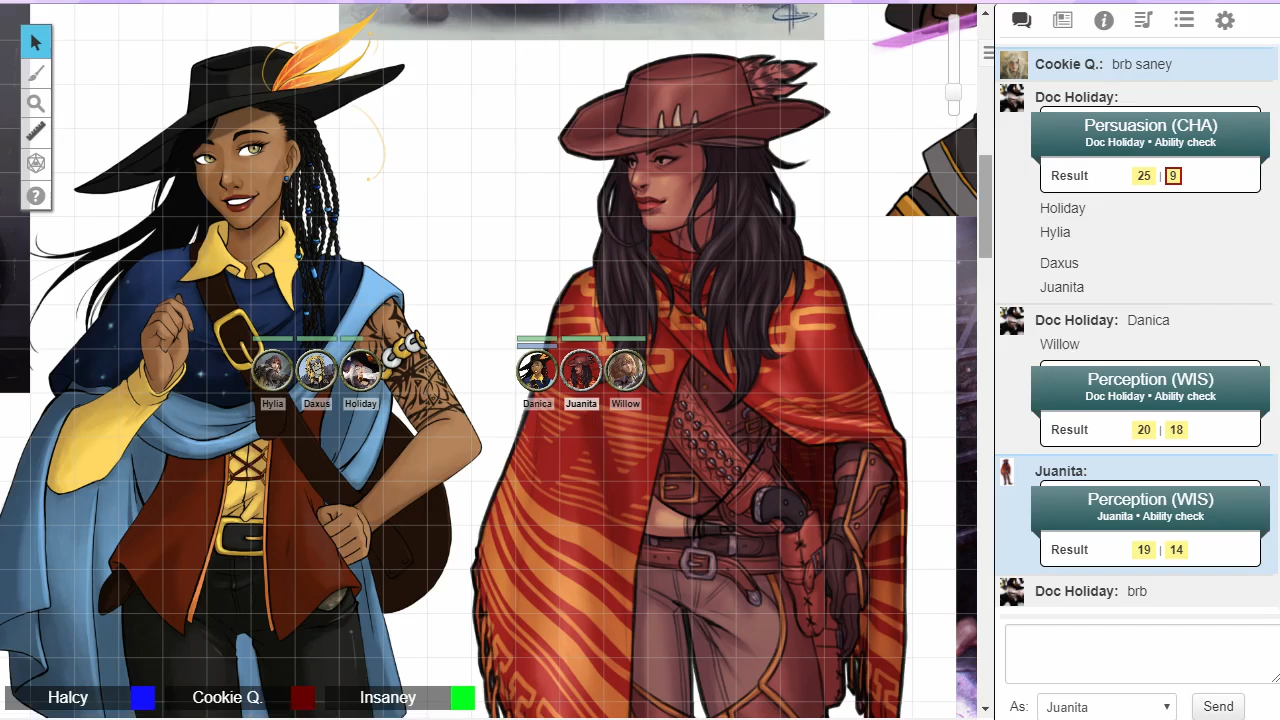 Cookie Q.: brb saney
Doc Holiday:
Persuasion (CHA)
Doc Holiday • Ability check
Result 25 | 9
Holiday
Hylia
Daxus
Juanita
Doc Holiday: Danica
Willow
Perception (WIS)
Doc Holiday • Ability check
Result 20 | 18
Juanita:
Perception (WIS)
Juanita • Ability check
Result 19 | 14
Doc Holiday: brb
As: Juanita Send
Hylia Daxus Holiday Danica Juanita Willow
Halcy Cookie Q. Insaney